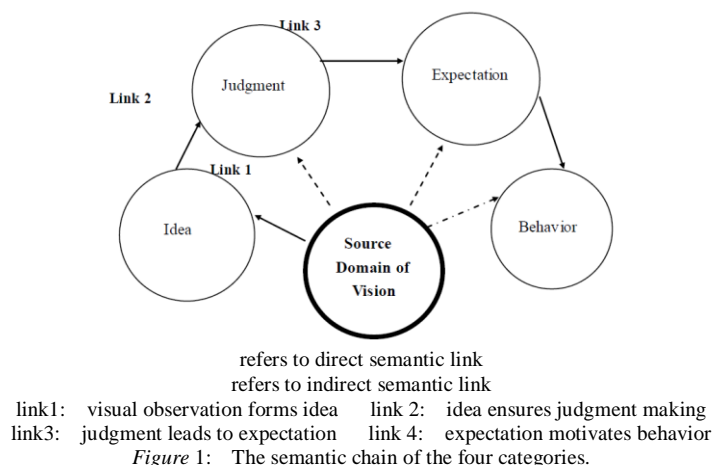 Link 3
Judgment
Expectation
Link 2
Link 1
Idea
Source
Domain of
Vision
Behavior
refers to direct semantic link
refers to indirect semantic link
link1: visual observation forms idea link 2: idea ensures judgment making
link3: judgment leads to expectation link 4: expectation motivates behavior
Figure 1: The semantic chain of the four categories.